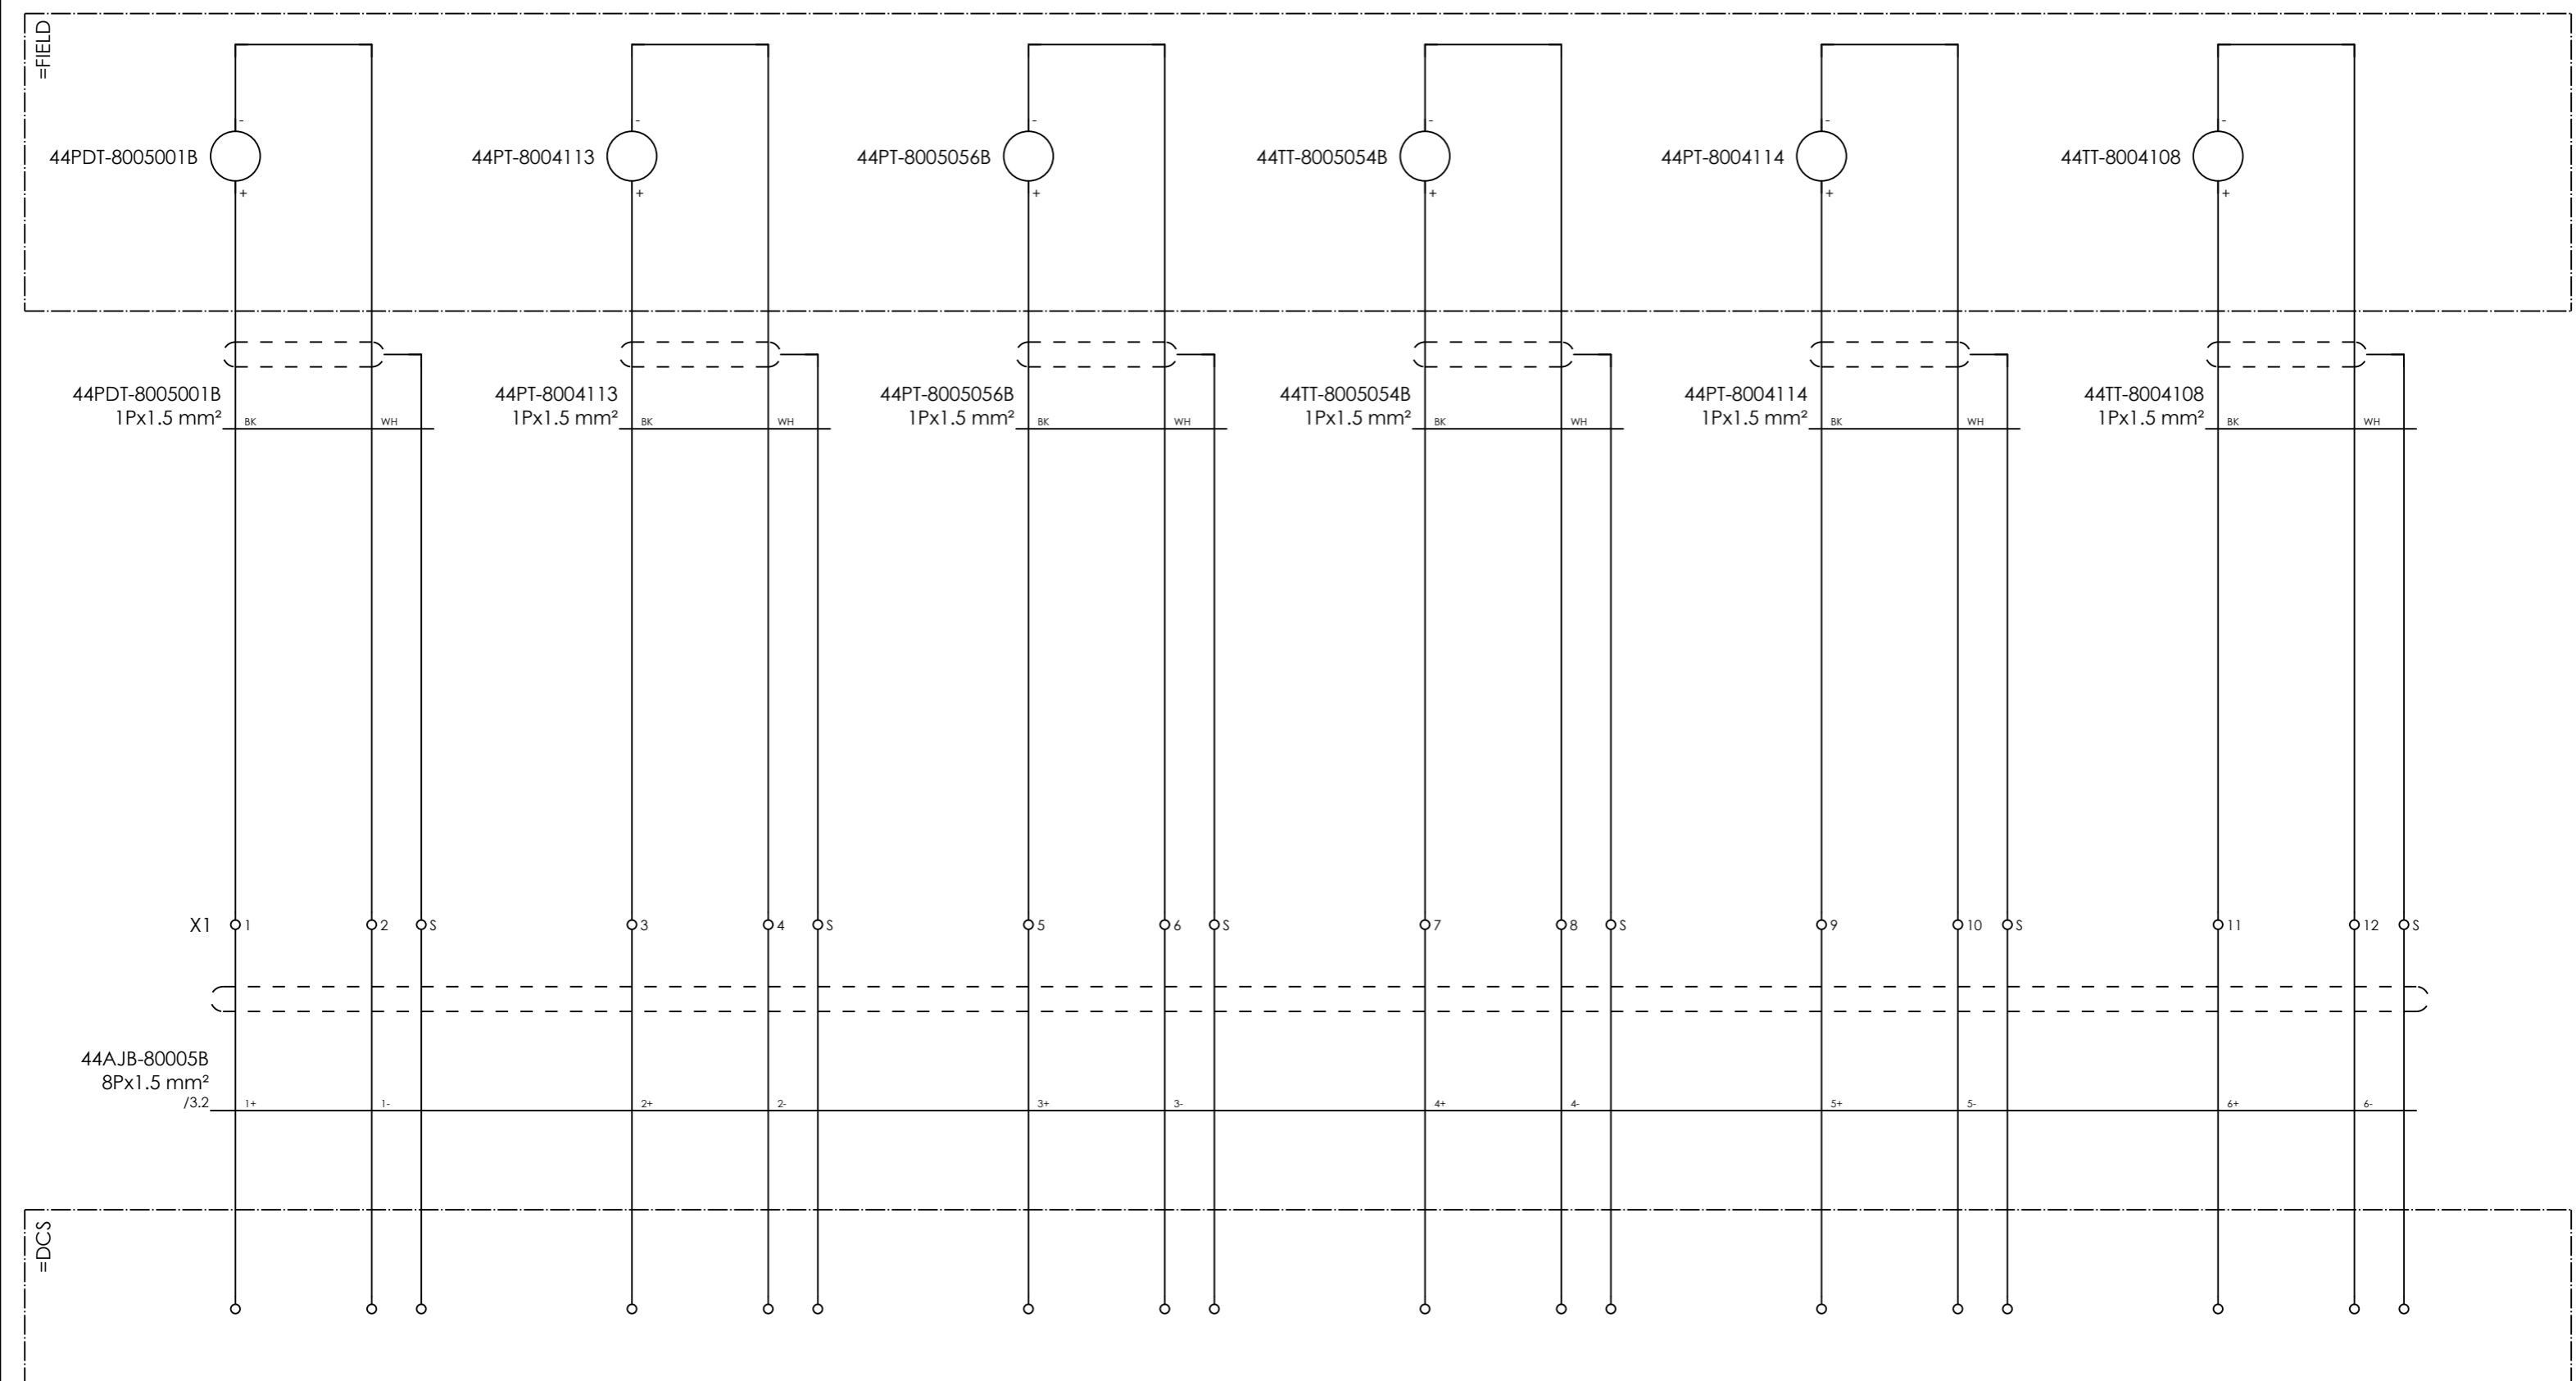 =FIELD
- - - - - -
44PDT-8005001B 44PT-8004113 44PT-8005056B 44TT-8005054B 44PT-8004114 44TT-8004108
+ + + + + +
44PDT-8005001B 44PT-8004113 44PT-8005056B 44TT-8005054B 44PT-8004114 44TT-8004108
1Px1.5 mm² 1Px1.5 mm² 1Px1.5 mm² 1Px1.5 mm² 1Px1.5 mm² 1Px1.5 mm²
BK WH BK WH BK WH BK WH BK WH BK WH
X1 1 2 S 3 4 S 5 6 S 7 8 S 9 10 S 11 12 S
44AJB-80005B
8Px1.5 mm²
/3.2 1+ 1- 2+ 2- 3+ 3- 4+ 4- 5+ 5- 6+ 6-
=DCS